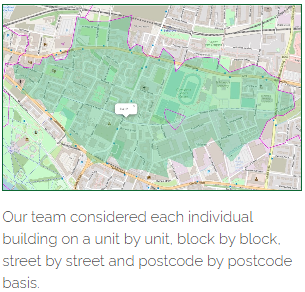 Our team considered each individual
building on a unit by unit, block by block,
street by street and postcode by postcode
basis.